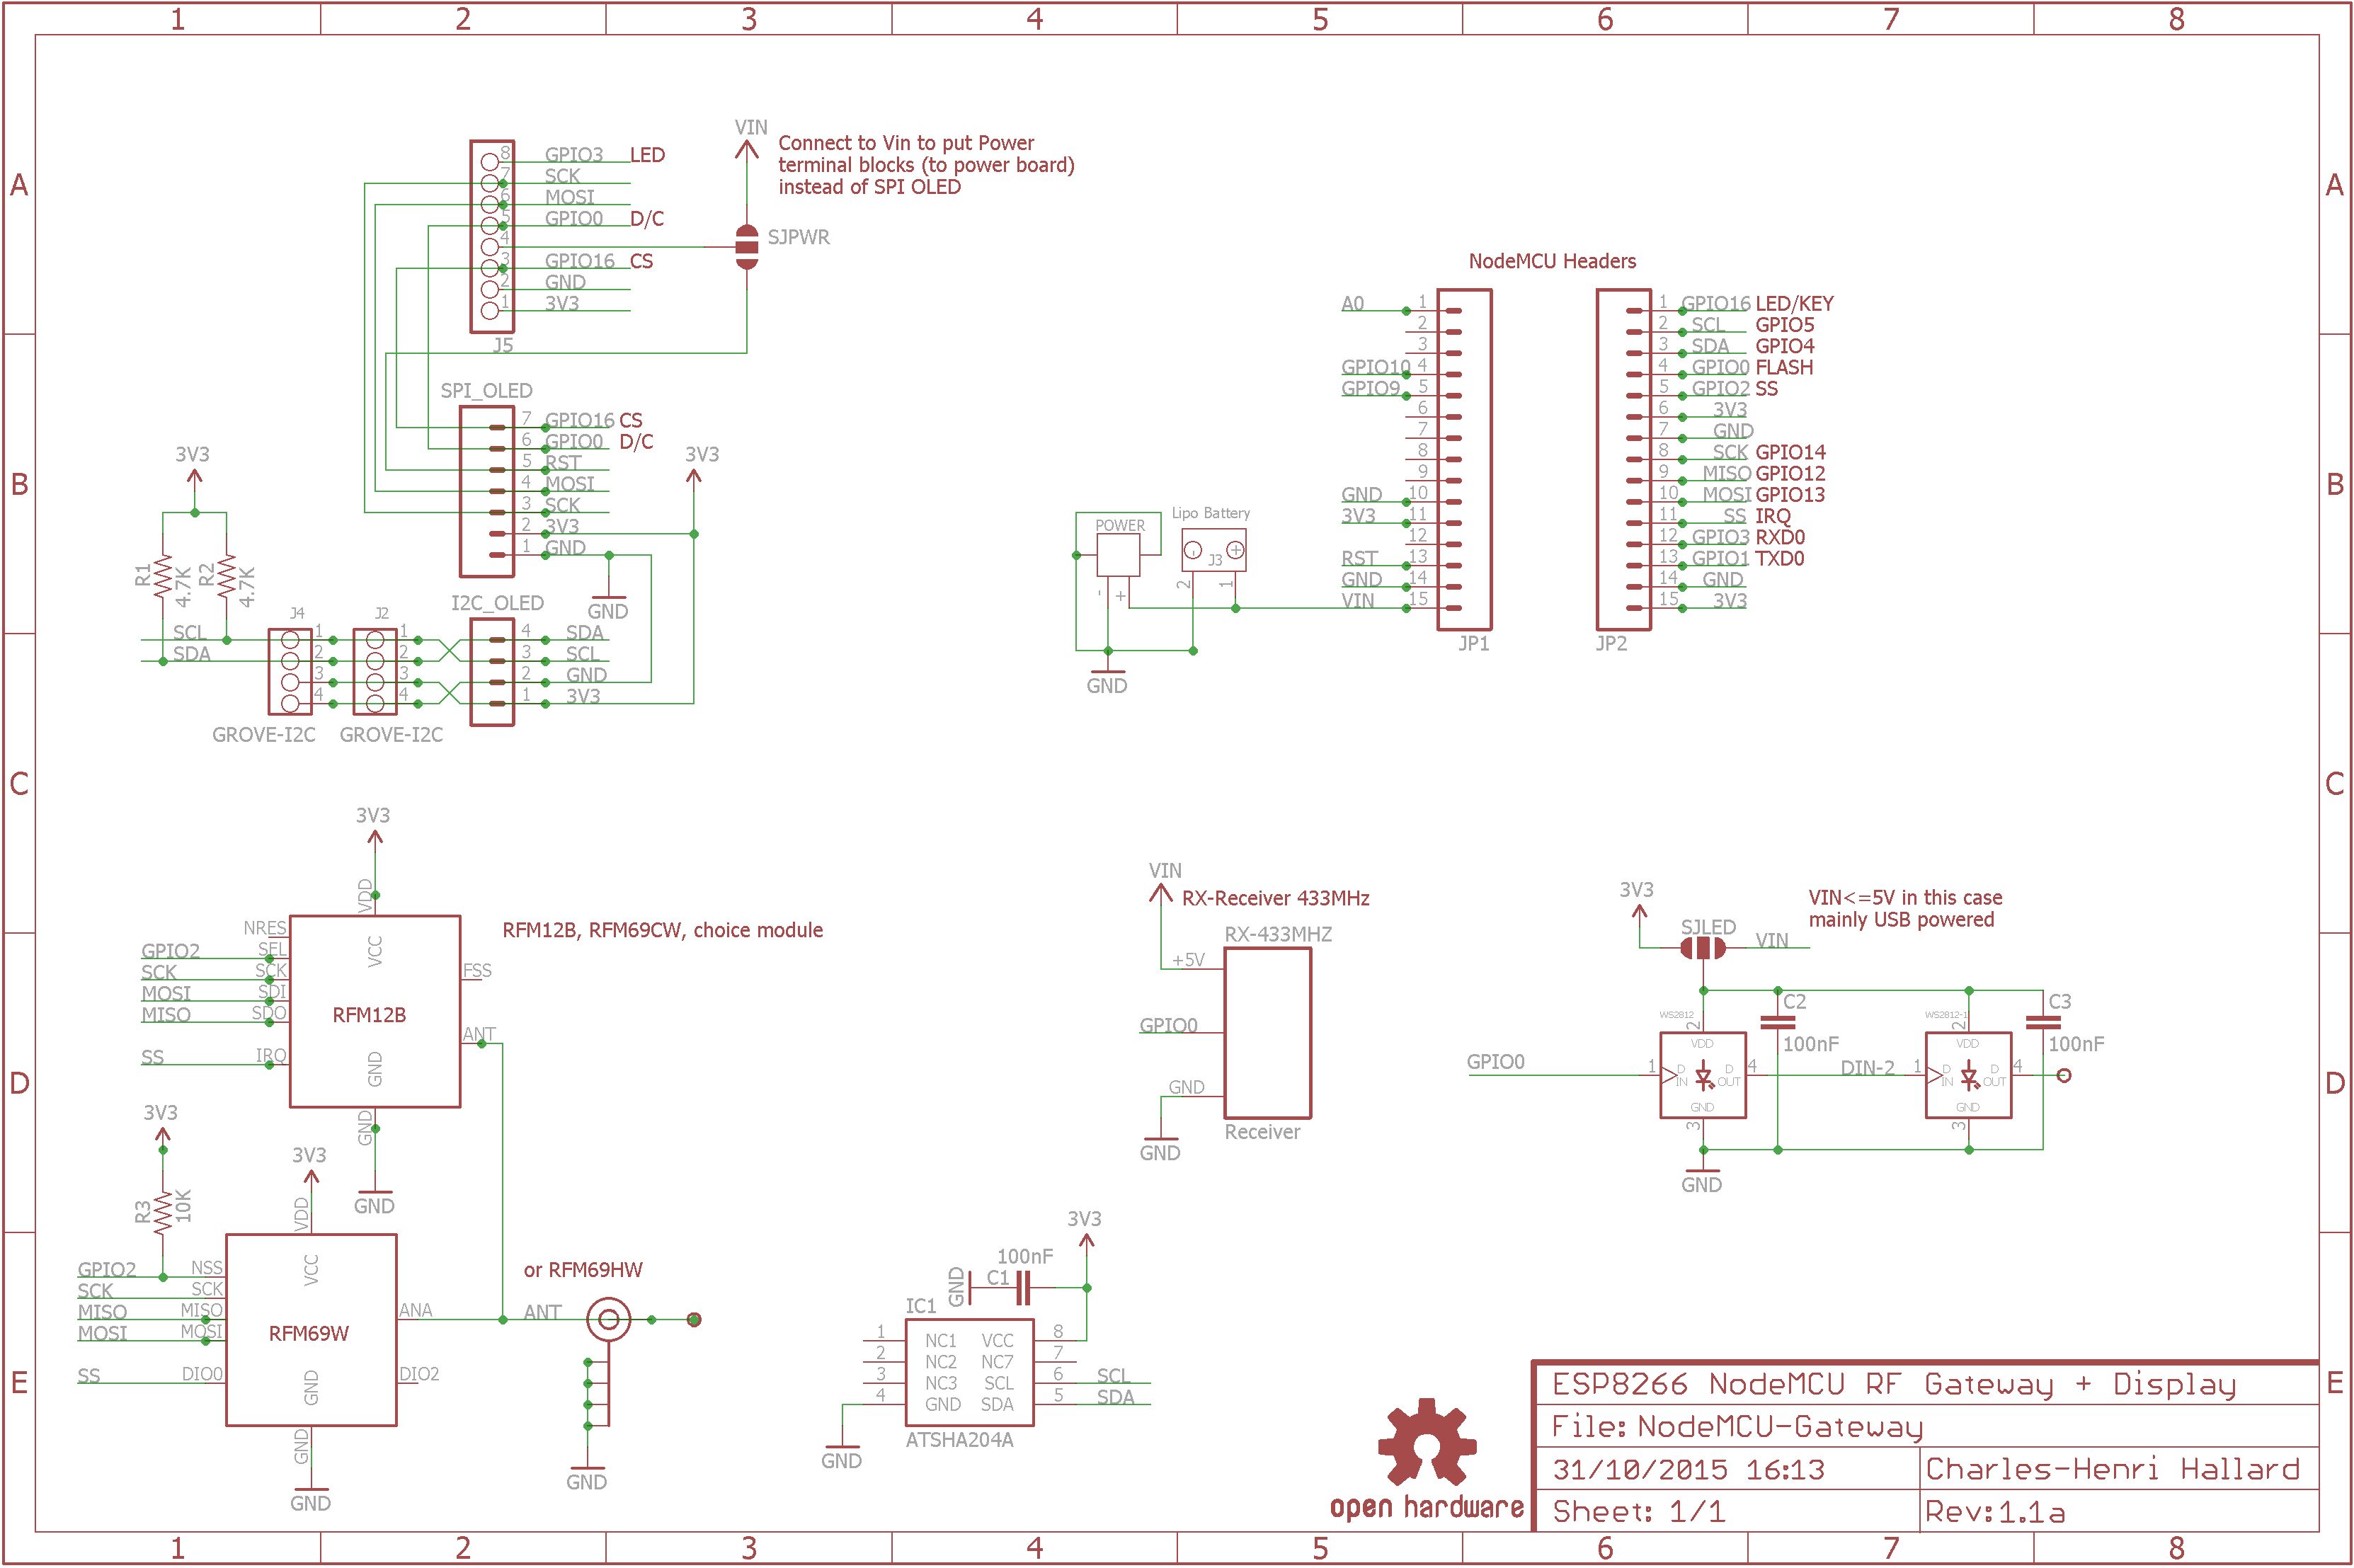 1 2 3 4 5 6 7 8
A A
B B
C C
D D
E E
VIN
Connect to Vin to put Power
terminal blocks (to power board)
instead of SPI OLED
SJPWR
8 GPIO3 LED
7 SCK
6 MOSI
5 GPIO0 D/C
4
3 GPIO16 CS
2 GND
1 3V3
J5
SPI_OLED
7 GPIO16 CS
6 GPIO0 D/C
5 RST
4 MOSI
3 SCK
2 3V3
1 GND
3V3
GND
3V3
R1 4.7K R2 4.7K
SCL
SDA
J4
1
2
3
4
GROVE-I2C
J2
1
2
3
4
GROVE-I2C
I2C_OLED
4 SDA
3 SCL
2 GND
1 3V3
NodeMCU Headers
A0 1
2
3
GPIO10 4
GPIO9 5
6
7
8
9
GND 10
3V3 11
12
RST 13
GND 14
VIN 15
JP1
1 GPIO16 LED/KEY
2 SCL GPIO5
3 SDA GPIO4
4 GPIO0 FLASH
5 GPIO2 SS
6 3V3
7 GND
8 SCK GPIO14
9 MISO GPIO12
10 MOSI GPIO13
11 SS IRQ
12 GPIO3 RXD0
13 GPIO1 TXD0
14 GND
15 3V3
JP2
POWER
- +
Lipo Battery
- +
J3
2 1
GND
3V3
VDD
RFM12B, RFM69CW, choice module
NRES
GPIO2 SEL
SCK SCK
MOSI SDI
MISO SDO
SS IRQ
VCC
RFM12B
GND
FSS
ANT
GND
GND
3V3
R3 10K
3V3
VDD
GPIO2 NSS
SCK SCK
MISO MISO
MOSI MOSI
SS DIO0
VCC
RFM69W
GND
ANA
DIO2
GND
GND
or RFM69HW
ANT
GND
VIN
RX-Receiver 433MHz
RX-433MHZ
+5V
GPIO0
GND
Receiver
GND
3V3
100nF
GND C1
IC1
1 NC1 VCC 8
2 NC2 NC7 7
3 NC3 SCL 6 SCL
4 GND SDA 5 SDA
ATSHA204A
GND
3V3
VIN<=5V in this case
mainly USB powered
SJLED
VIN
C2
100nF
C3
100nF
WS2812
2
VDD
GPIO0 1 D IN D OUT 4
GND
3
DIN-2
WS2812-1
2
VDD
1 D IN D OUT 4
GND
3
GND
open hardware
ESP8266 NodeMCU RF Gateway + Display
File: NodeMCU-Gateway
31/10/2015 16:13 Charles-Henri Hallard
Sheet: 1/1 Rev:1.1a
1 2 3 4 5 6 7 8